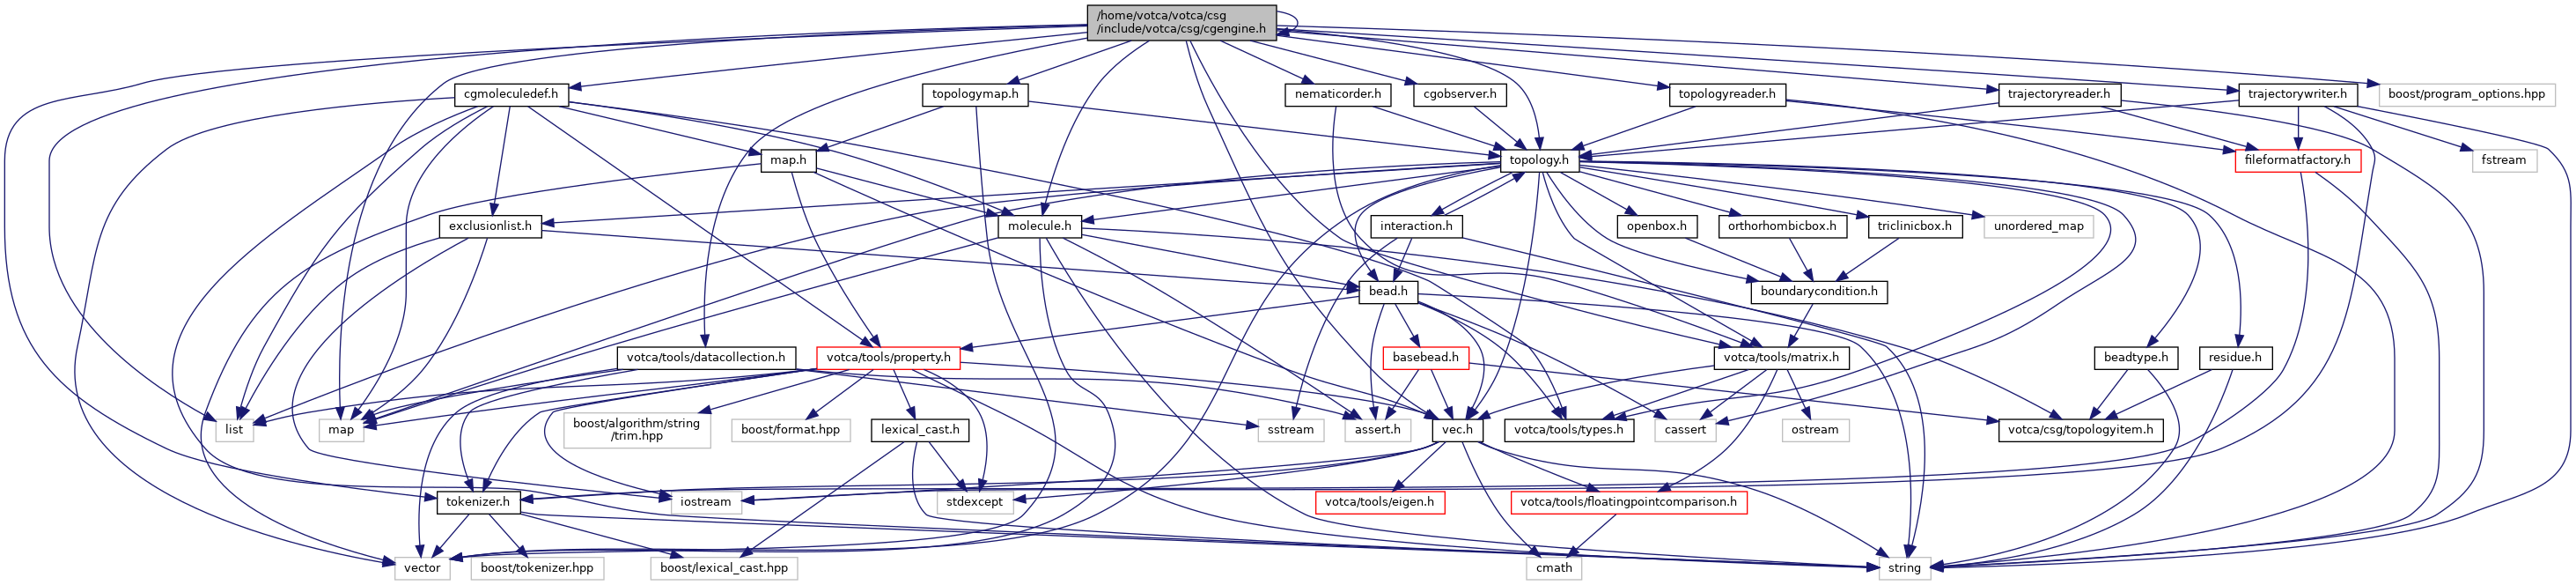 /home/votca/votca/csg
/include/votca/csg/cgengine.h
cgmoleculedef.h
topologymap.h
nematicorder.h
cgobserver.h
topologyreader.h
trajectoryreader.h
trajectorywriter.h
boost/program_options.hpp
map.h
topology.h
fileformatfactory.h
fstream
exclusionlist.h
molecule.h
interaction.h
openbox.h
orthorhombicbox.h
triclinicbox.h
unordered_map
bead.h
boundarycondition.h
votca/tools/datacollection.h
votca/tools/property.h
basebead.h
votca/tools/matrix.h
beadtype.h
residue.h
list
map
boost/algorithm/string
/trim.hpp
boost/format.hpp
lexical_cast.h
sstream
assert.h
vec.h
votca/tools/types.h
cassert
ostream
votca/csg/topologyitem.h
tokenizer.h
iostream
stdexcept
votca/tools/eigen.h
votca/tools/floatingpointcomparison.h
vector
boost/tokenizer.hpp
boost/lexical_cast.hpp
cmath
string